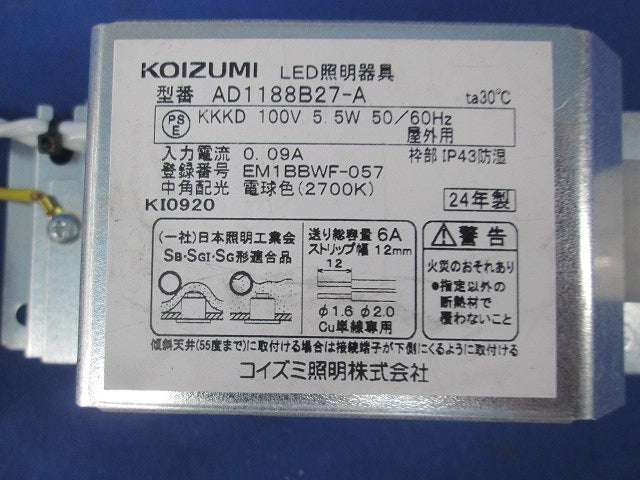 KOIZUMI LED照明器具
型番 AD1188B27-A ta30℃
PSE KKKD 100V 5.5W 50/60Hz
屋外用
入力電流 0.09A 枠部 IP43防湿
登録番号 EM1BBWF-057
中角配光 電球色(2700K) 24年製
KI0920
(一社)日本照明工業会
SB・SGI・SG形適合品
送り総容量 6A
ストリップ幅 12mm
12
φ1.6 φ2.0
Cu単線専用
警告
火災のおそれあり
●指定以外の
断熱材で
覆わないこと
傾斜天井(55度まで)に取付ける場合は接続端子が下側にくるように取付ける
コイズミ照明株式会社